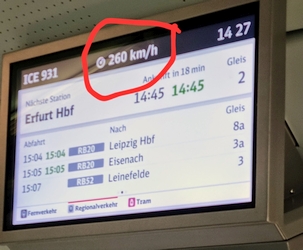 ICE 931 260 km/h 14 27
Nächste Station Ankunft in 18 min Gleis
Erfurt Hbf 14:45 14:45 2
Abfahrt Nach Gleis
15:04 15:04 RB20 Leipzig Hbf 8a
15:05 15:05 RB20 Eisenach 3a
15:07 RB52 Leinefelde 3
Fernverkehr Regionalverkehr Tram